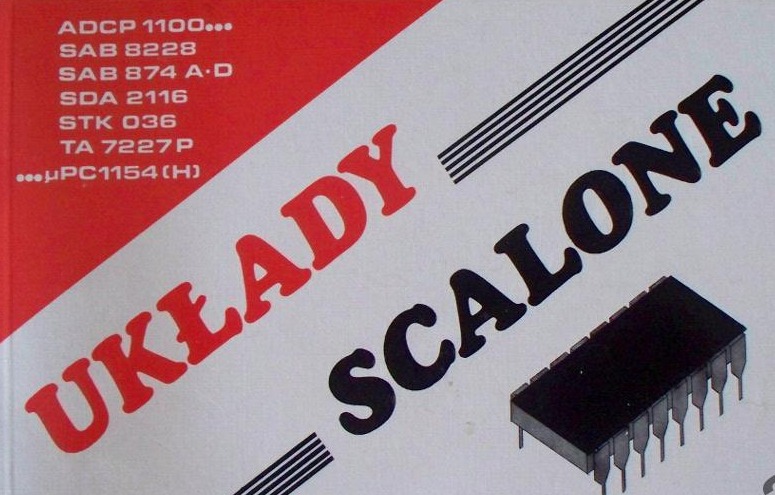 ADCP 1100•••
SAB 8228
SAB 874 A·D
SDA 2116
STK 036
TA 7227P
•••µPC1154(H)
UKŁADY
SCALONE